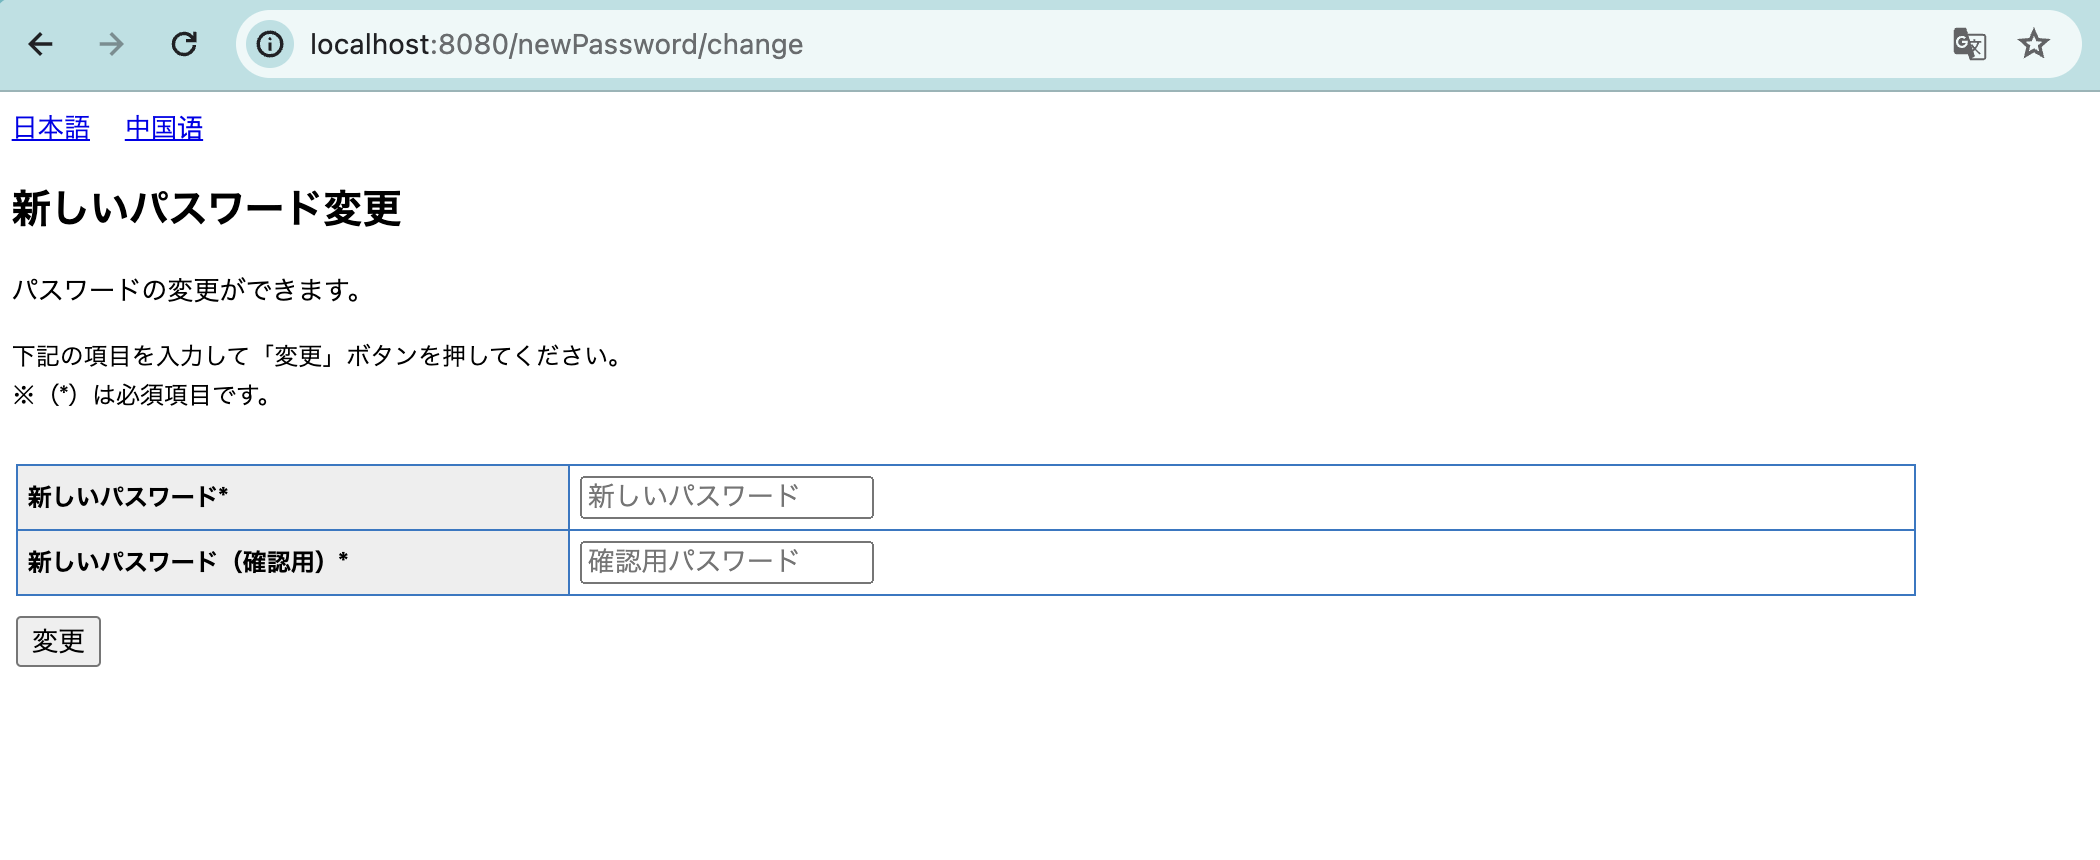 localhost:8080/newPassword/change
日本語 中国语
新しいパスワード変更
パスワードの変更ができます。
下記の項目を入力して「変更」ボタンを押してください。
※（*）は必須項目です。
新しいパスワード* 新しいパスワード
新しいパスワード（確認用）* 確認用パスワード
変更